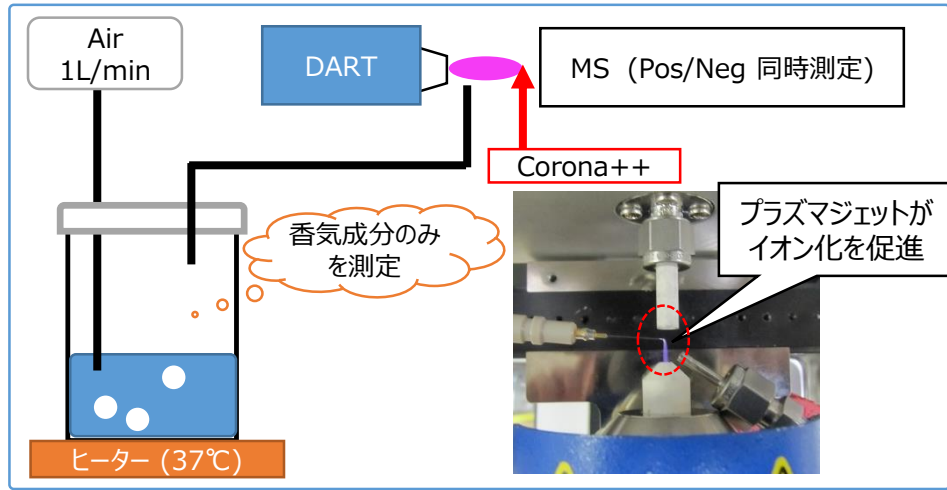 Air
1L/min
DART
MS (Pos/Neg 同時測定)
Corona++
香気成分のみ
を測定
プラズマジェットが
イオン化を促進
ヒーター (37℃)